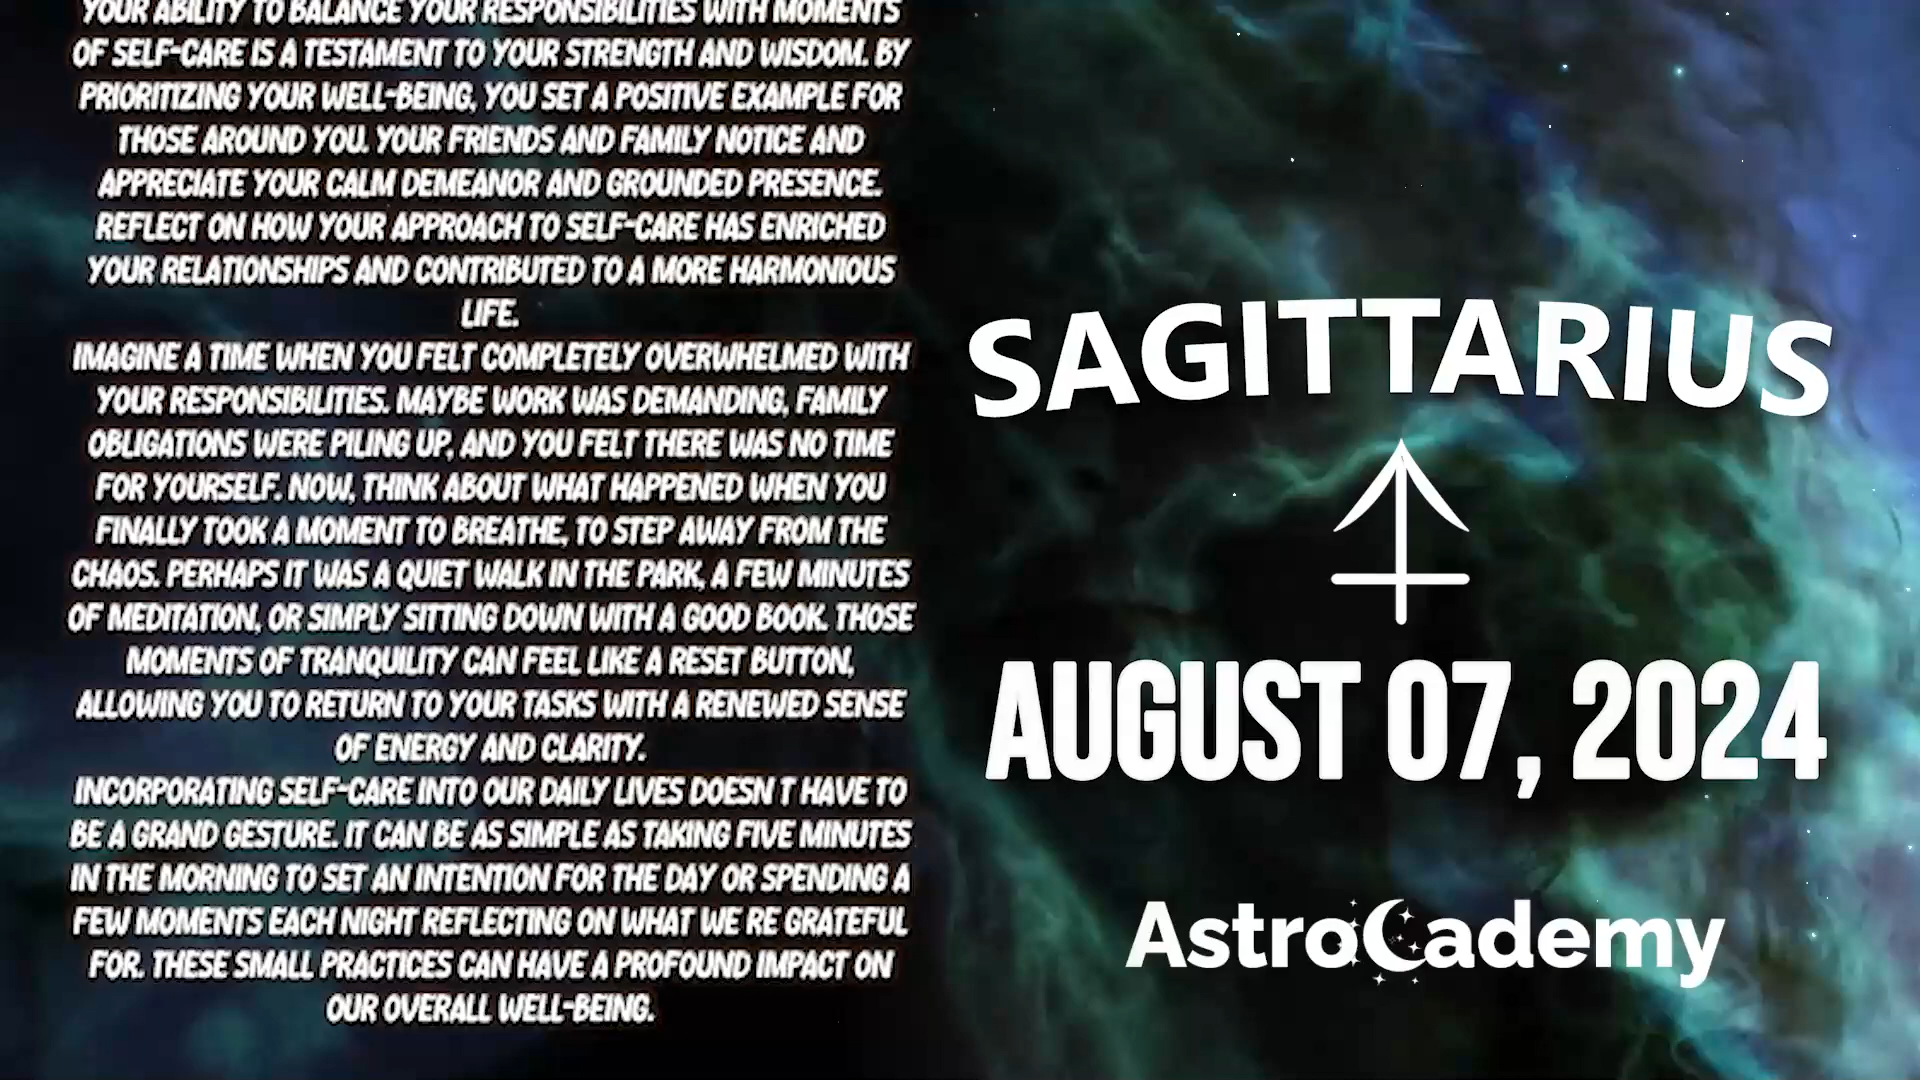 YOUR ABILITY TO BALANCE YOUR RESPONSIBILITIES WITH MOMENTS
OF SELF-CARE IS A TESTAMENT TO YOUR STRENGTH AND WISDOM. BY
PRIORITIZING YOUR WELL-BEING, YOU SET A POSITIVE EXAMPLE FOR
THOSE AROUND YOU. YOUR FRIENDS AND FAMILY NOTICE AND
APPRECIATE YOUR CALM DEMEANOR AND GROUNDED PRESENCE.
REFLECT ON HOW YOUR APPROACH TO SELF-CARE HAS ENRICHED
YOUR RELATIONSHIPS AND CONTRIBUTED TO A MORE HARMONIOUS
LIFE.
IMAGINE A TIME WHEN YOU FELT COMPLETELY OVERWHELMED WITH
YOUR RESPONSIBILITIES. MAYBE WORK WAS DEMANDING, FAMILY
OBLIGATIONS WERE PILING UP, AND YOU FELT THERE WAS NO TIME
FOR YOURSELF. NOW, THINK ABOUT WHAT HAPPENED WHEN YOU
FINALLY TOOK A MOMENT TO BREATHE, TO STEP AWAY FROM THE
CHAOS. PERHAPS IT WAS A QUIET WALK IN THE PARK, A FEW MINUTES
OF MEDITATION, OR SIMPLY SITTING DOWN WITH A GOOD BOOK. THOSE
MOMENTS OF TRANQUILITY CAN FEEL LIKE A RESET BUTTON,
ALLOWING YOU TO RETURN TO YOUR TASKS WITH A RENEWED SENSE
OF ENERGY AND CLARITY.
INCORPORATING SELF-CARE INTO OUR DAILY LIVES DOESN T HAVE TO
BE A GRAND GESTURE. IT CAN BE AS SIMPLE AS TAKING FIVE MINUTES
IN THE MORNING TO SET AN INTENTION FOR THE DAY OR SPENDING A
FEW MOMENTS EACH NIGHT REFLECTING ON WHAT WE RE GRATEFUL
FOR. THESE SMALL PRACTICES CAN HAVE A PROFOUND IMPACT ON
OUR OVERALL WELL-BEING.
SAGITTARIUS
AUGUST 07, 2024
AstroCademy